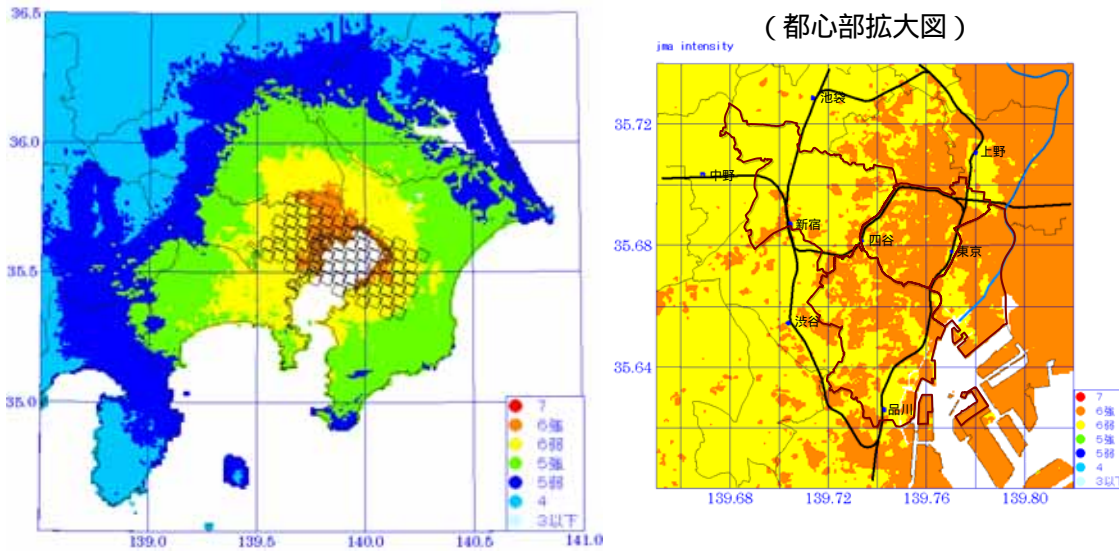 36.5
36.0
35.5
35.0
139.0
139.5
140.0
140.5
141.0
7
6強
6弱
5強
5弱
4
3以下
(都心部拡大図)
jma intensity
35.72
35.68
35.64
139.68
139.72
139.76
139.80
池袋
上野
中野
新宿
四谷
東京
渋谷
品川
7
6強
6弱
5強
5弱
4
3以下